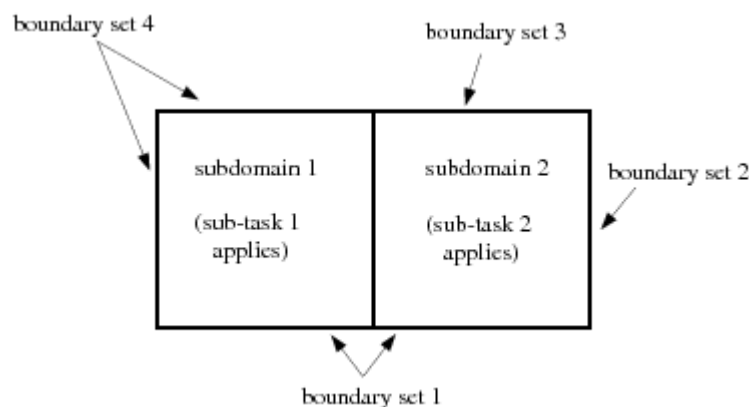 boundary set 4
boundary set 3
subdomain 1
subdomain 2
boundary set 2
(sub-task 1
applies)
(sub-task 2
applies)
boundary set 1